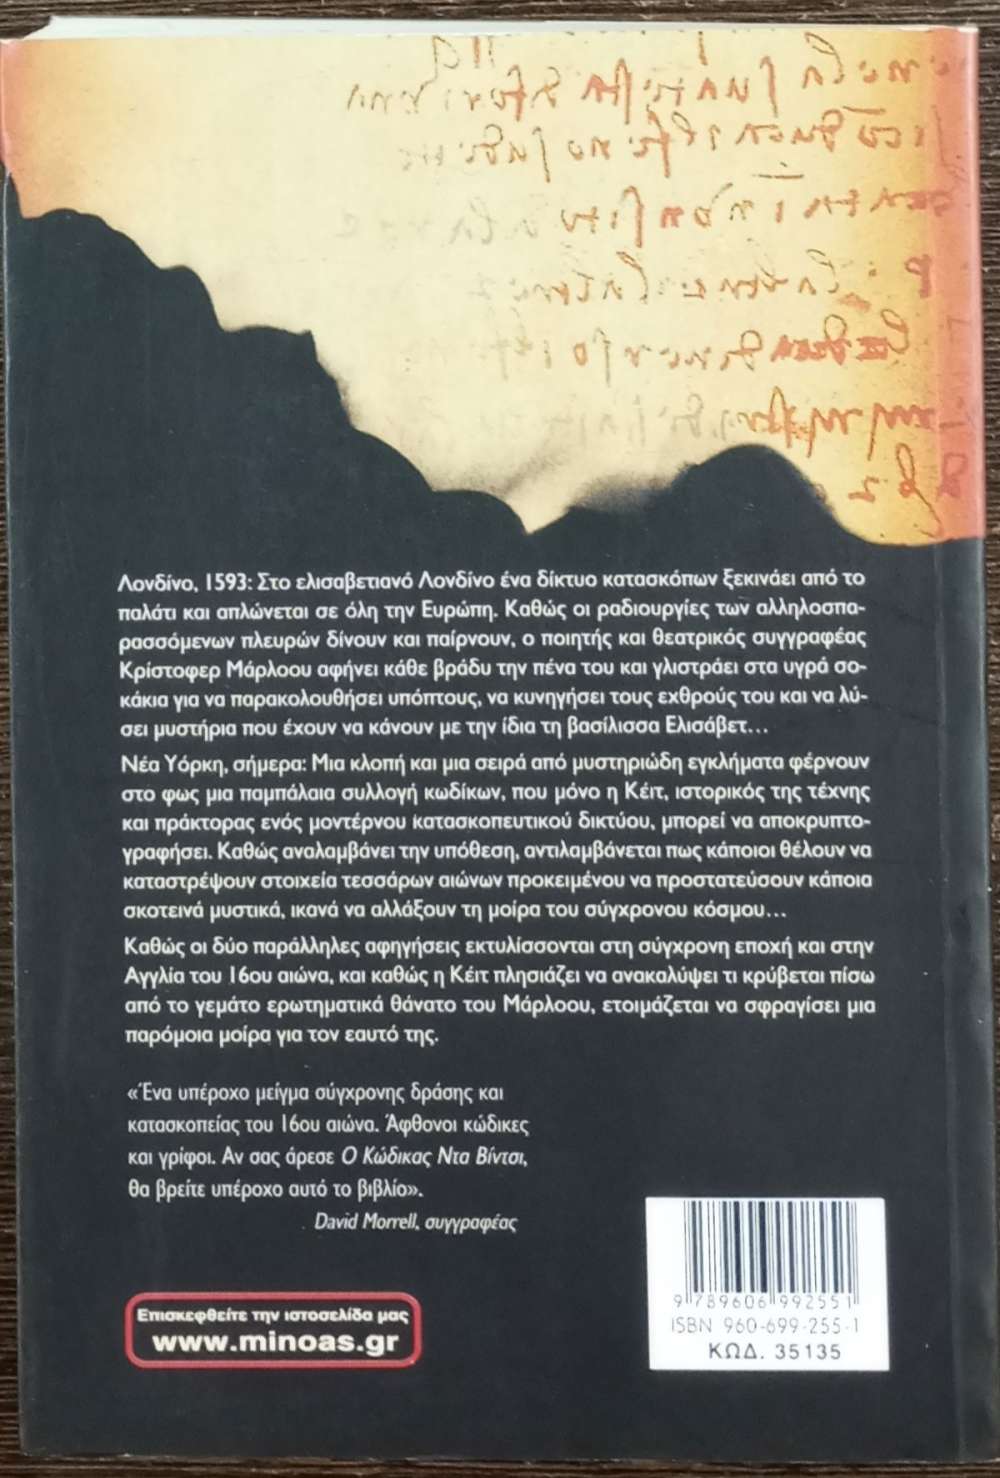 Λονδίνο, 1593: Στο ελισαβετιανό Λονδίνο ένα δίκτυο κατασκόπων ξεκινάει από το
παλάτι και απλώνεται σε όλη την Ευρώπη. Καθώς οι ραδιουργίες των αλληλοσπα-
ρασσόμενων πλευρών δίνουν και παίρνουν, ο ποιητής και θεατρικός συγγραφέας
Κρίστοφερ Μάρλοου αφήνει κάθε βράδυ την πένα του και γλιστράει στα υγρά σο-
κάκια για να παρακολουθήσει υπόπτους, να κυνηγήσει τους εχθρούς του και να λύ-
σει μυστήρια που έχουν να κάνουν με την ίδια τη βασίλισσα Ελισάβετ...
Νέα Υόρκη, σήμερα: Μια κλοπή και μια σειρά από μυστηριώδη εγκλήματα φέρνουν
στο φως μια παμπάλαια συλλογή κωδίκων, που μόνο η Κέιτ, ιστορικός της τέχνης
και πράκτορας ενός μοντέρνου κατασκοπευτικού δικτύου, μπορεί να αποκρυπτο-
γραφήσει. Καθώς αναλαμβάνει την υπόθεση, αντιλαμβάνεται πως κάποιοι θέλουν να
καταστρέψουν στοιχεία τεσσάρων αιώνων προκειμένου να προστατεύσουν κάποια
σκοτεινά μυστικά, ικανά να αλλάξουν τη μοίρα του σύγχρονου κόσμου...
Καθώς οι δύο παράλληλες αφηγήσεις εκτυλίσσονται στη σύγχρονη εποχή και στην
Αγγλία του 16ου αιώνα, και καθώς η Κέιτ πλησιάζει να ανακαλύψει τι κρύβεται πίσω
από το γεμάτο ερωτηματικά θάνατο του Μάρλοου, ετοιμάζεται να σφραγίσει μια
παρόμοια μοίρα για τον εαυτό της.
«Ένα υπέροχο μείγμα σύγχρονης δράσης και
κατασκοπείας του 16ου αιώνα. Άφθονοι κώδικες
και γρίφοι. Αν σας άρεσε Ο Κώδικας Ντα Βίντσι,
θα βρείτε υπέροχο αυτό το βιβλίο».
David Morrell, συγγραφέας
Επισκεφθείτε την ιστοσελίδα μας
www.minoas.gr
9 789606 992551
ISBN 960-699-255-1
ΚΩΔ. 35135